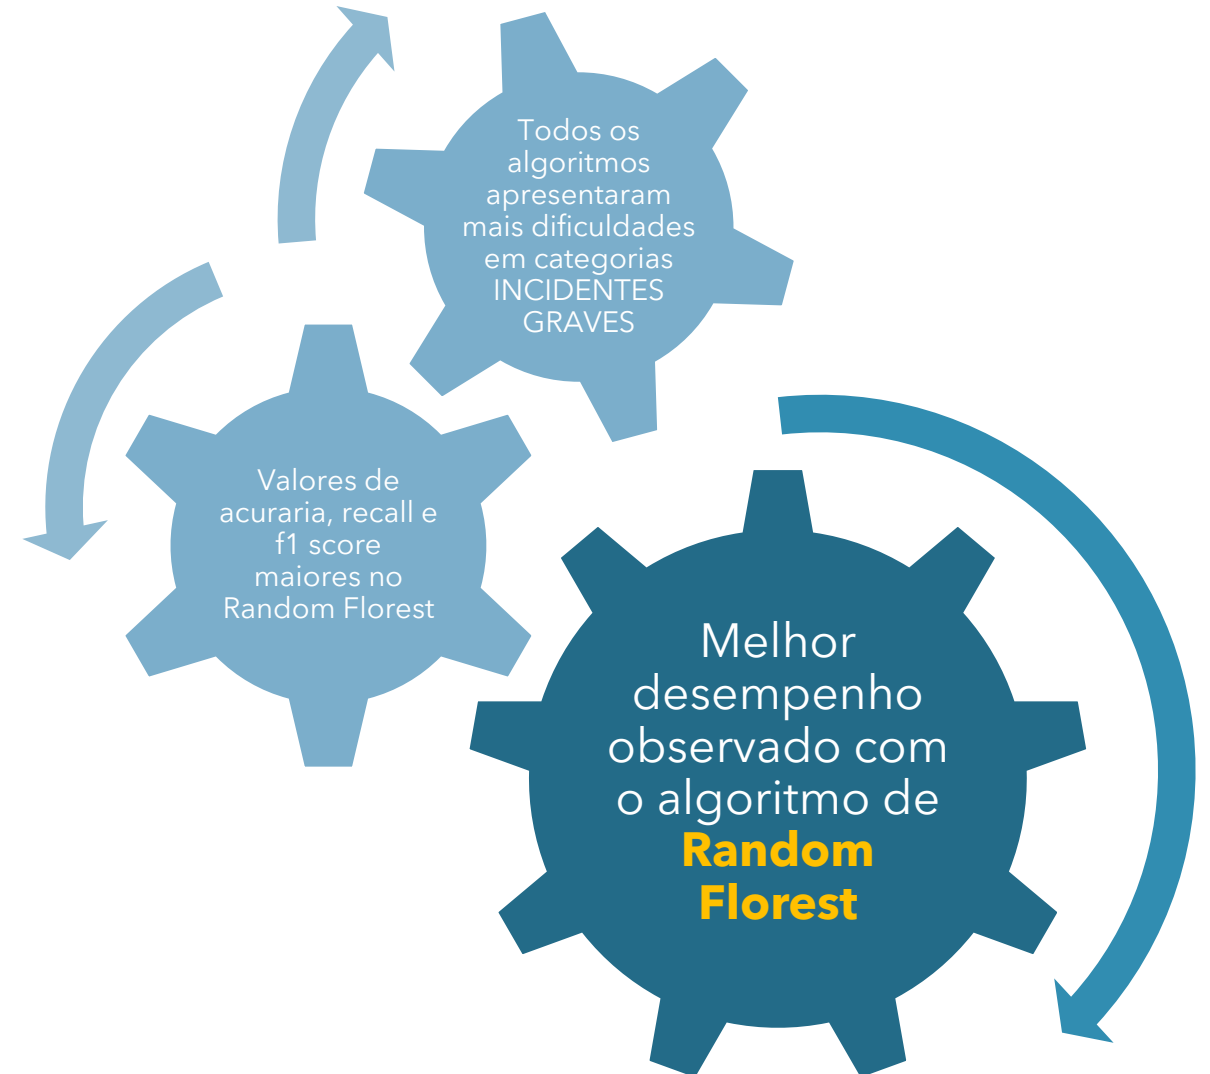 Todos os
algoritmos
apresentaram
mais dificuldades
em categorias
INCIDENTES
GRAVES
Valores de
acuraria, recall e
f1 score
maiores no
Random Florest
Melhor
desempenho
observado com
o algoritmo de
Random
Florest